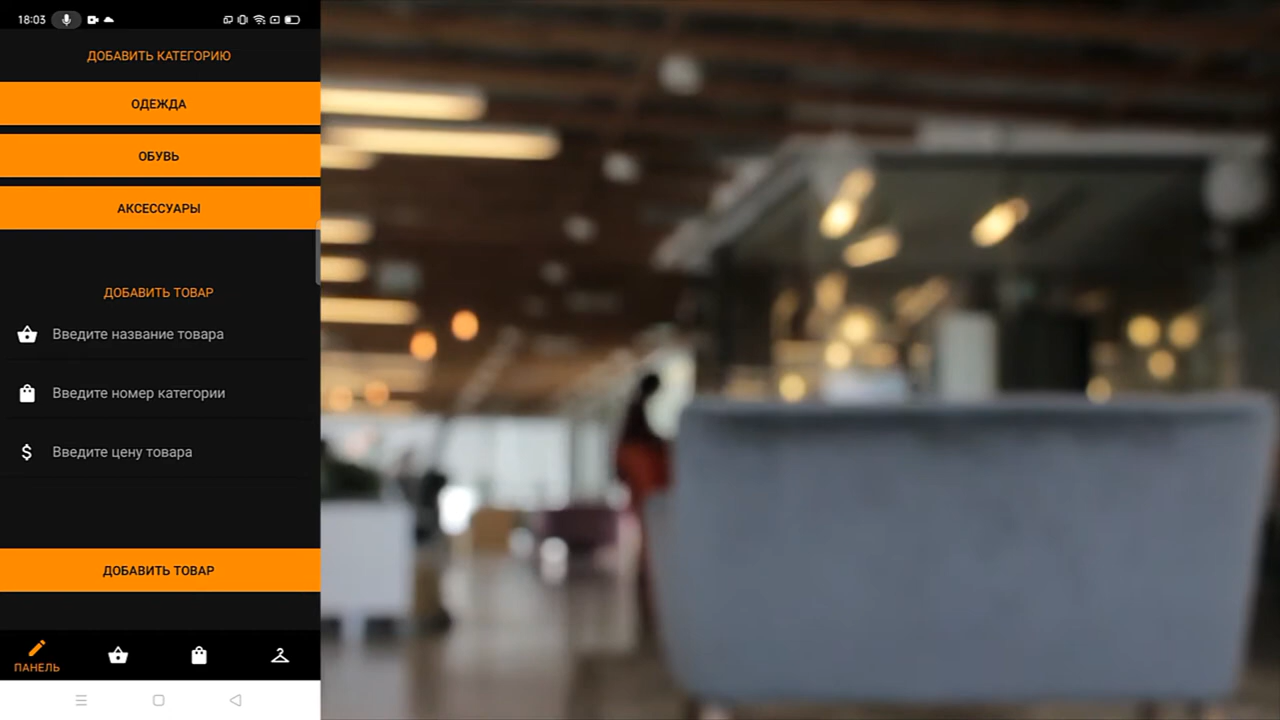 18:03
ДОБАВИТЬ КАТЕГОРИЮ
ОДЕЖДА
ОБУВЬ
АКСЕССУАРЫ
ДОБАВИТЬ ТОВАР
Введите название товара
Введите номер категории
$ Введите цену товара
ДОБАВИТЬ ТОВАР
ПАНЕЛЬ